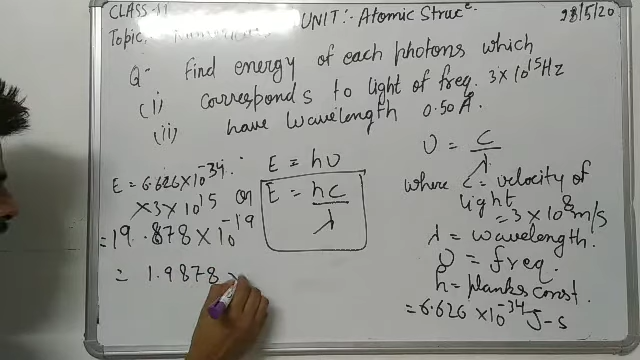 CLASS-11
UNIT:- Atomic Struc^e.
28/5/20
Topic
Q- Find energy of each photons which
(i) corresponds to light of freq. 3×10^15 Hz
(ii) have wavelength 0.50 Å.
E = 6.626×10^-34
×3×10^15
= 19.878×10^-19
= 1.9878 ×
E = hυ
or E = hc/λ
υ = c/λ
where c = velocity of
light
= 3×10^8 m/s
λ = wavelength.
υ = freq.
h = planks const.
= 6.626 ×10^-34 J-s